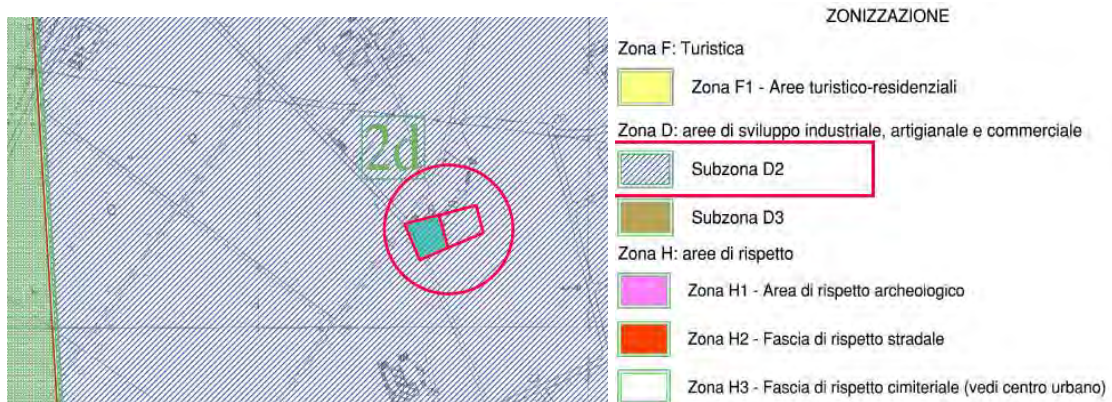 2d
ZONIZZAZIONE
Zona F: Turistica
Zona F1 - Aree turistico-residenziali
Zona D: aree di sviluppo industriale, artigianale e commerciale
Subzona D2
Subzona D3
Zona H: aree di rispetto
Zona H1 - Area di rispetto archeologico
Zona H2 - Fascia di rispetto stradale
Zona H3 - Fascia di rispetto cimiteriale (vedi centro urbano)